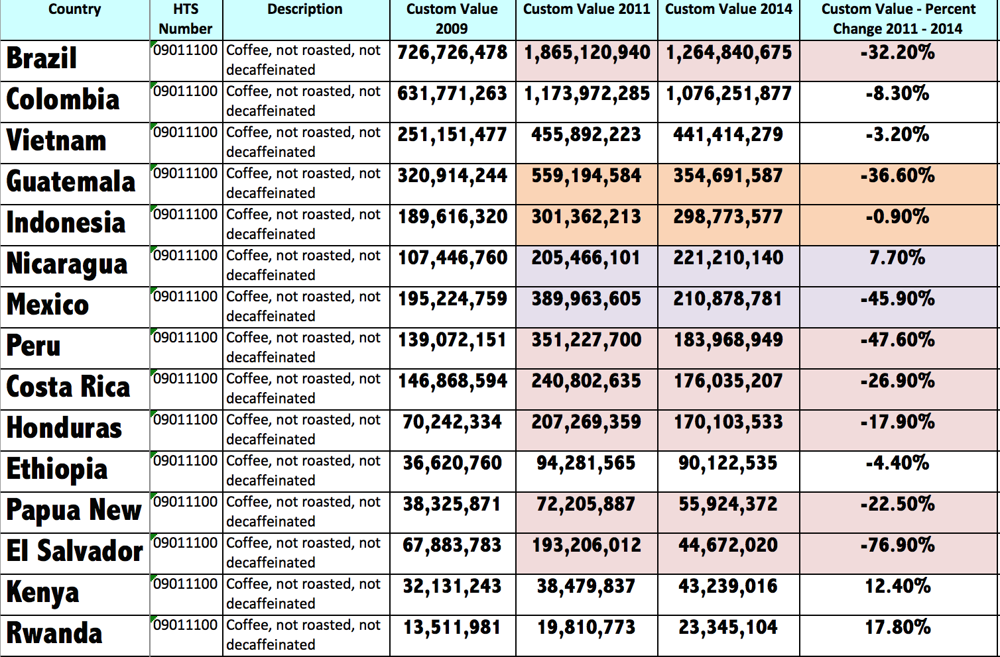 Country HTS Number Description Custom Value 2009 Custom Value 2011 Custom Value 2014 Custom Value - Percent Change 2011 - 2014
Brazil 09011100 Coffee, not roasted, not decaffeinated 726,726,478 1,865,120,940 1,264,840,675 -32.20%
Colombia 09011100 Coffee, not roasted, not decaffeinated 631,771,263 1,173,972,285 1,076,251,877 -8.30%
Vietnam 09011100 Coffee, not roasted, not decaffeinated 251,151,477 455,892,223 441,414,279 -3.20%
Guatemala 09011100 Coffee, not roasted, not decaffeinated 320,914,244 559,194,584 354,691,587 -36.60%
Indonesia 09011100 Coffee, not roasted, not decaffeinated 189,616,320 301,362,213 298,773,577 -0.90%
Nicaragua 09011100 Coffee, not roasted, not decaffeinated 107,446,760 205,466,101 221,210,140 7.70%
Mexico 09011100 Coffee, not roasted, not decaffeinated 195,224,759 389,963,605 210,878,781 -45.90%
Peru 09011100 Coffee, not roasted, not decaffeinated 139,072,151 351,227,700 183,968,949 -47.60%
Costa Rica 09011100 Coffee, not roasted, not decaffeinated 146,868,594 240,802,635 176,035,207 -26.90%
Honduras 09011100 Coffee, not roasted, not decaffeinated 70,242,334 207,269,359 170,103,533 -17.90%
Ethiopia 09011100 Coffee, not roasted, not decaffeinated 36,620,760 94,281,565 90,122,535 -4.40%
Papua New 09011100 Coffee, not roasted, not decaffeinated 38,325,871 72,205,887 55,924,372 -22.50%
El Salvador 09011100 Coffee, not roasted, not decaffeinated 67,883,783 193,206,012 44,672,020 -76.90%
Kenya 09011100 Coffee, not roasted, not decaffeinated 32,131,243 38,479,837 43,239,016 12.40%
Rwanda 09011100 Coffee, not roasted, not decaffeinated 13,511,981 19,810,773 23,345,104 17.80%